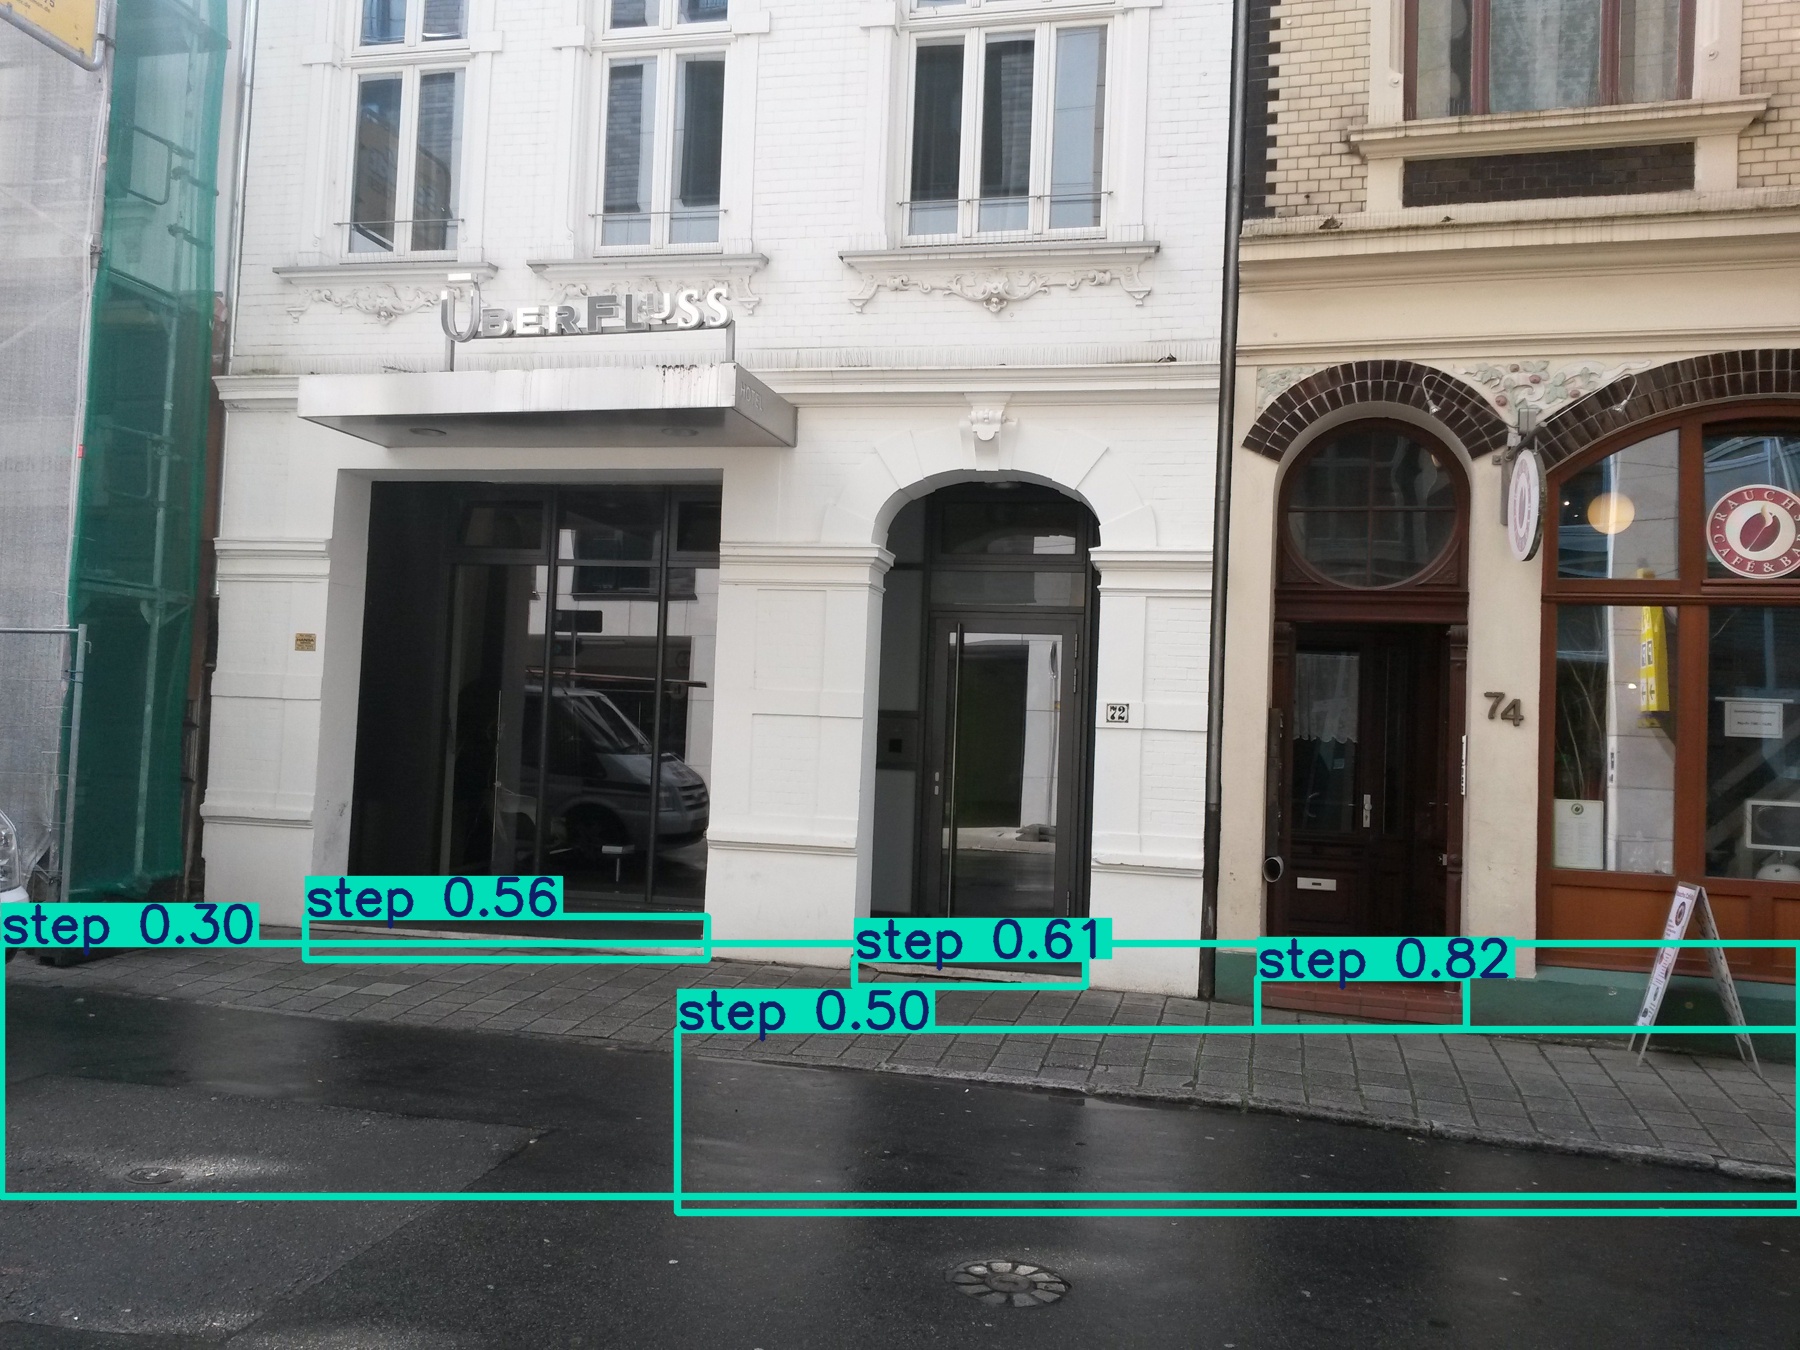 ÜBERFLUSS
HOTEL
72
74
RAUCHS
CAFÉ & BAR
step 0.56
step 0.30
step 0.61
step 0.82
step 0.50